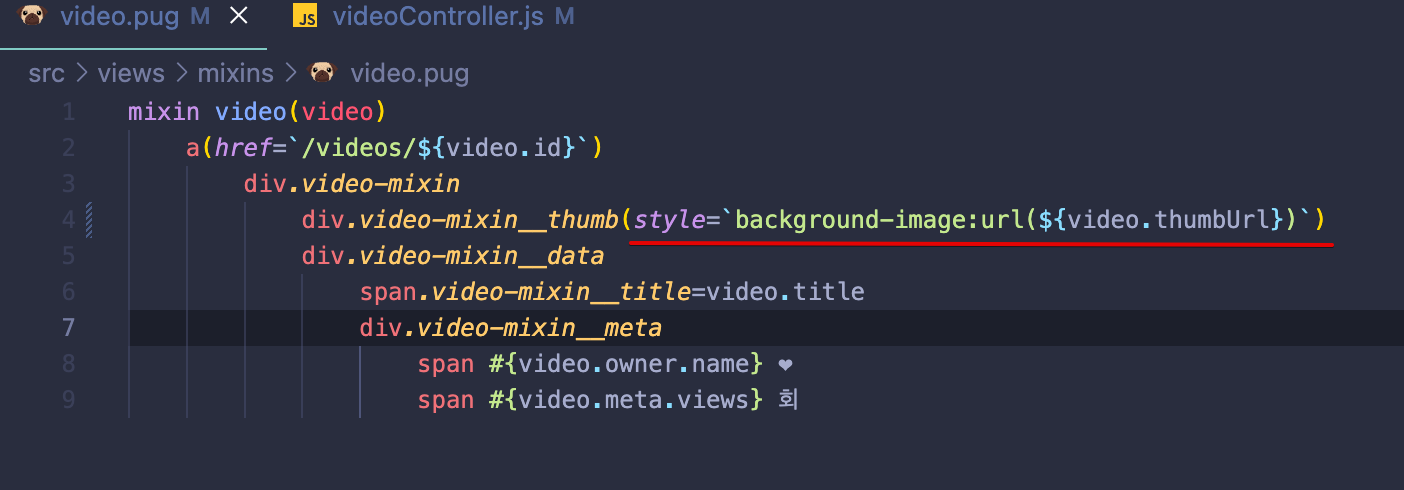 video.pug M × JS videoController.js M
src > views > mixins > video.pug
1 mixin video(video)
2 a(href=`/videos/${video.id}`)
3 div.video-mixin
4 div.video-mixin__thumb(style=`background-image:url(${video.thumbUrl})`)
5 div.video-mixin__data
6 span.video-mixin__title=video.title
7 div.video-mixin__meta
8 span #{video.owner.name} ❤
9 span #{video.meta.views} 회